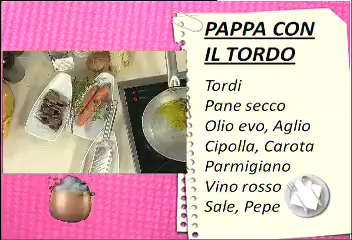 PAPPA CON
IL TORDO
Tordi
Pane secco
Olio evo, Aglio
Cipolla, Carota
Parmigiano
Vino rosso
Sale, Pepe